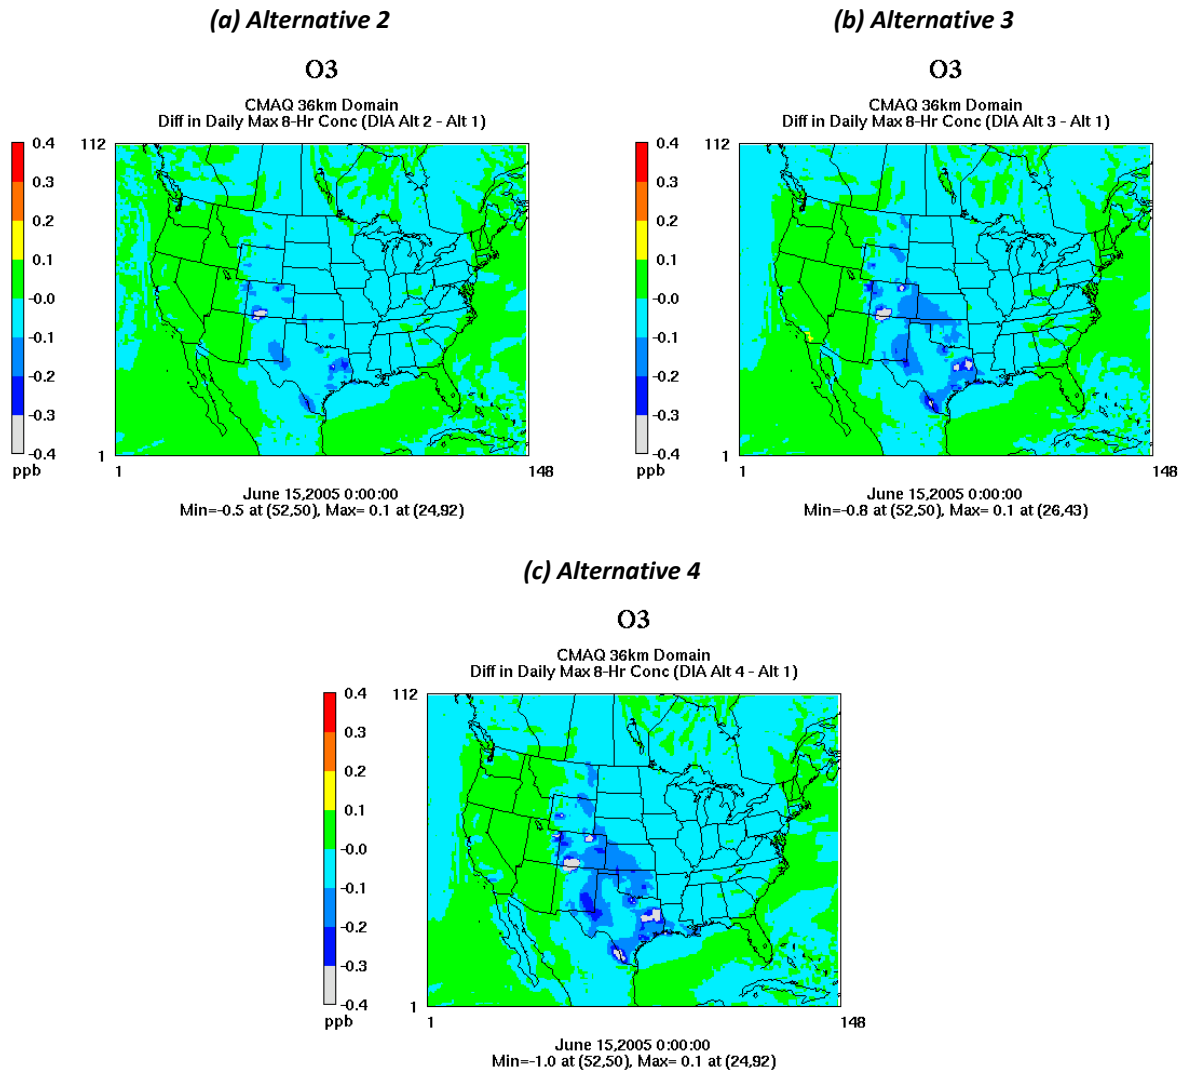 (a) Alternative 2
O3
CMAQ 36km Domain
Diff in Daily Max 8-Hr Conc (DIA Alt 2 - Alt 1)
0.4
0.3
0.2
0.1
-0.0
-0.1
-0.2
-0.3
-0.4
ppb
112
1
1
148
June 15,2005 0:00:00
Min=-0.5 at (52,50), Max= 0.1 at (24,92)
(b) Alternative 3
O3
CMAQ 36km Domain
Diff in Daily Max 8-Hr Conc (DIA Alt 3 - Alt 1)
0.4
0.3
0.2
0.1
-0.0
-0.1
-0.2
-0.3
-0.4
ppb
112
1
1
148
June 15,2005 0:00:00
Min=-0.8 at (52,50), Max= 0.1 at (26,43)
(c) Alternative 4
O3
CMAQ 36km Domain
Diff in Daily Max 8-Hr Conc (DIA Alt 4 - Alt 1)
0.4
0.3
0.2
0.1
-0.0
-0.1
-0.2
-0.3
-0.4
ppb
112
1
1
148
June 15,2005 0:00:00
Min=-1.0 at (52,50), Max= 0.1 at (24,92)